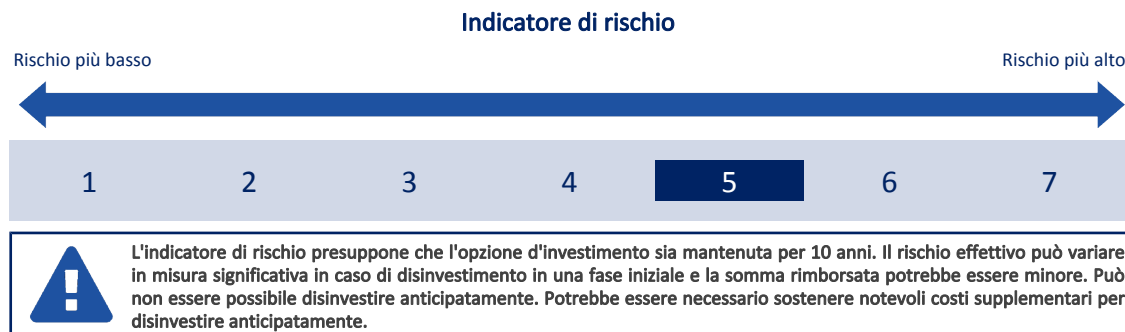 Indicatore di rischio
Rischio più basso
Rischio più alto
1 2 3 4 5 6 7
L'indicatore di rischio presuppone che l'opzione d'investimento sia mantenuta per 10 anni. Il rischio effettivo può variare
in misura significativa in caso di disinvestimento in una fase iniziale e la somma rimborsata potrebbe essere minore. Può
non essere possibile disinvestire anticipatamente. Potrebbe essere necessario sostenere notevoli costi supplementari per
disinvestire anticipatamente.